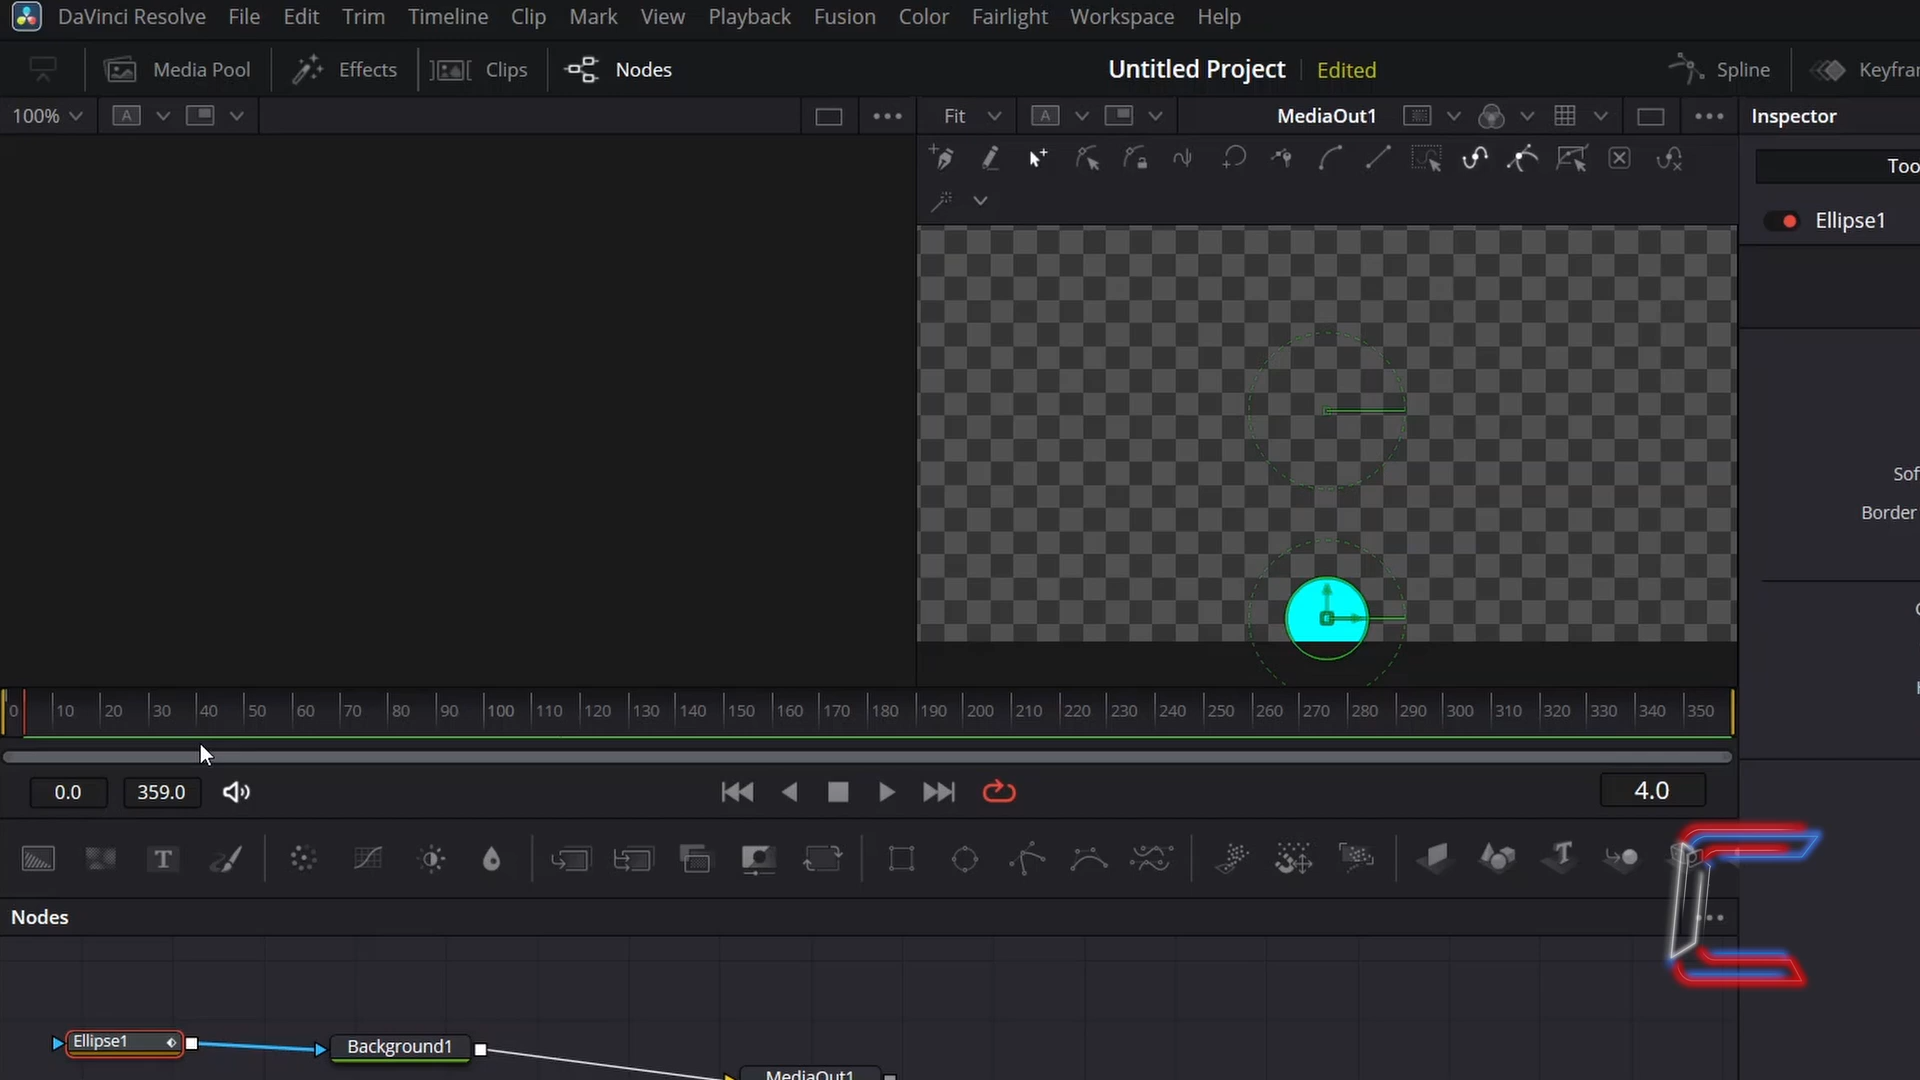 DaVinci Resolve File Edit Trim Timeline Clip Mark View Playback Fusion Color Fairlight Workspace Help
Media Pool Effects Clips Nodes Untitled Project Edited Spline Keyfra
100% A Fit A MediaOut1 Inspector
Too
Ellipse1
Sof
Border
0 10 20 30 40 50 60 70 80 90 100 110 120 130 140 150 160 170 180 190 200 210 220 230 240 250 260 270 280 290 300 310 320 330 340 350
0.0 359.0 4.0
T T
Nodes
Ellipse1 Background1
MediaOut1